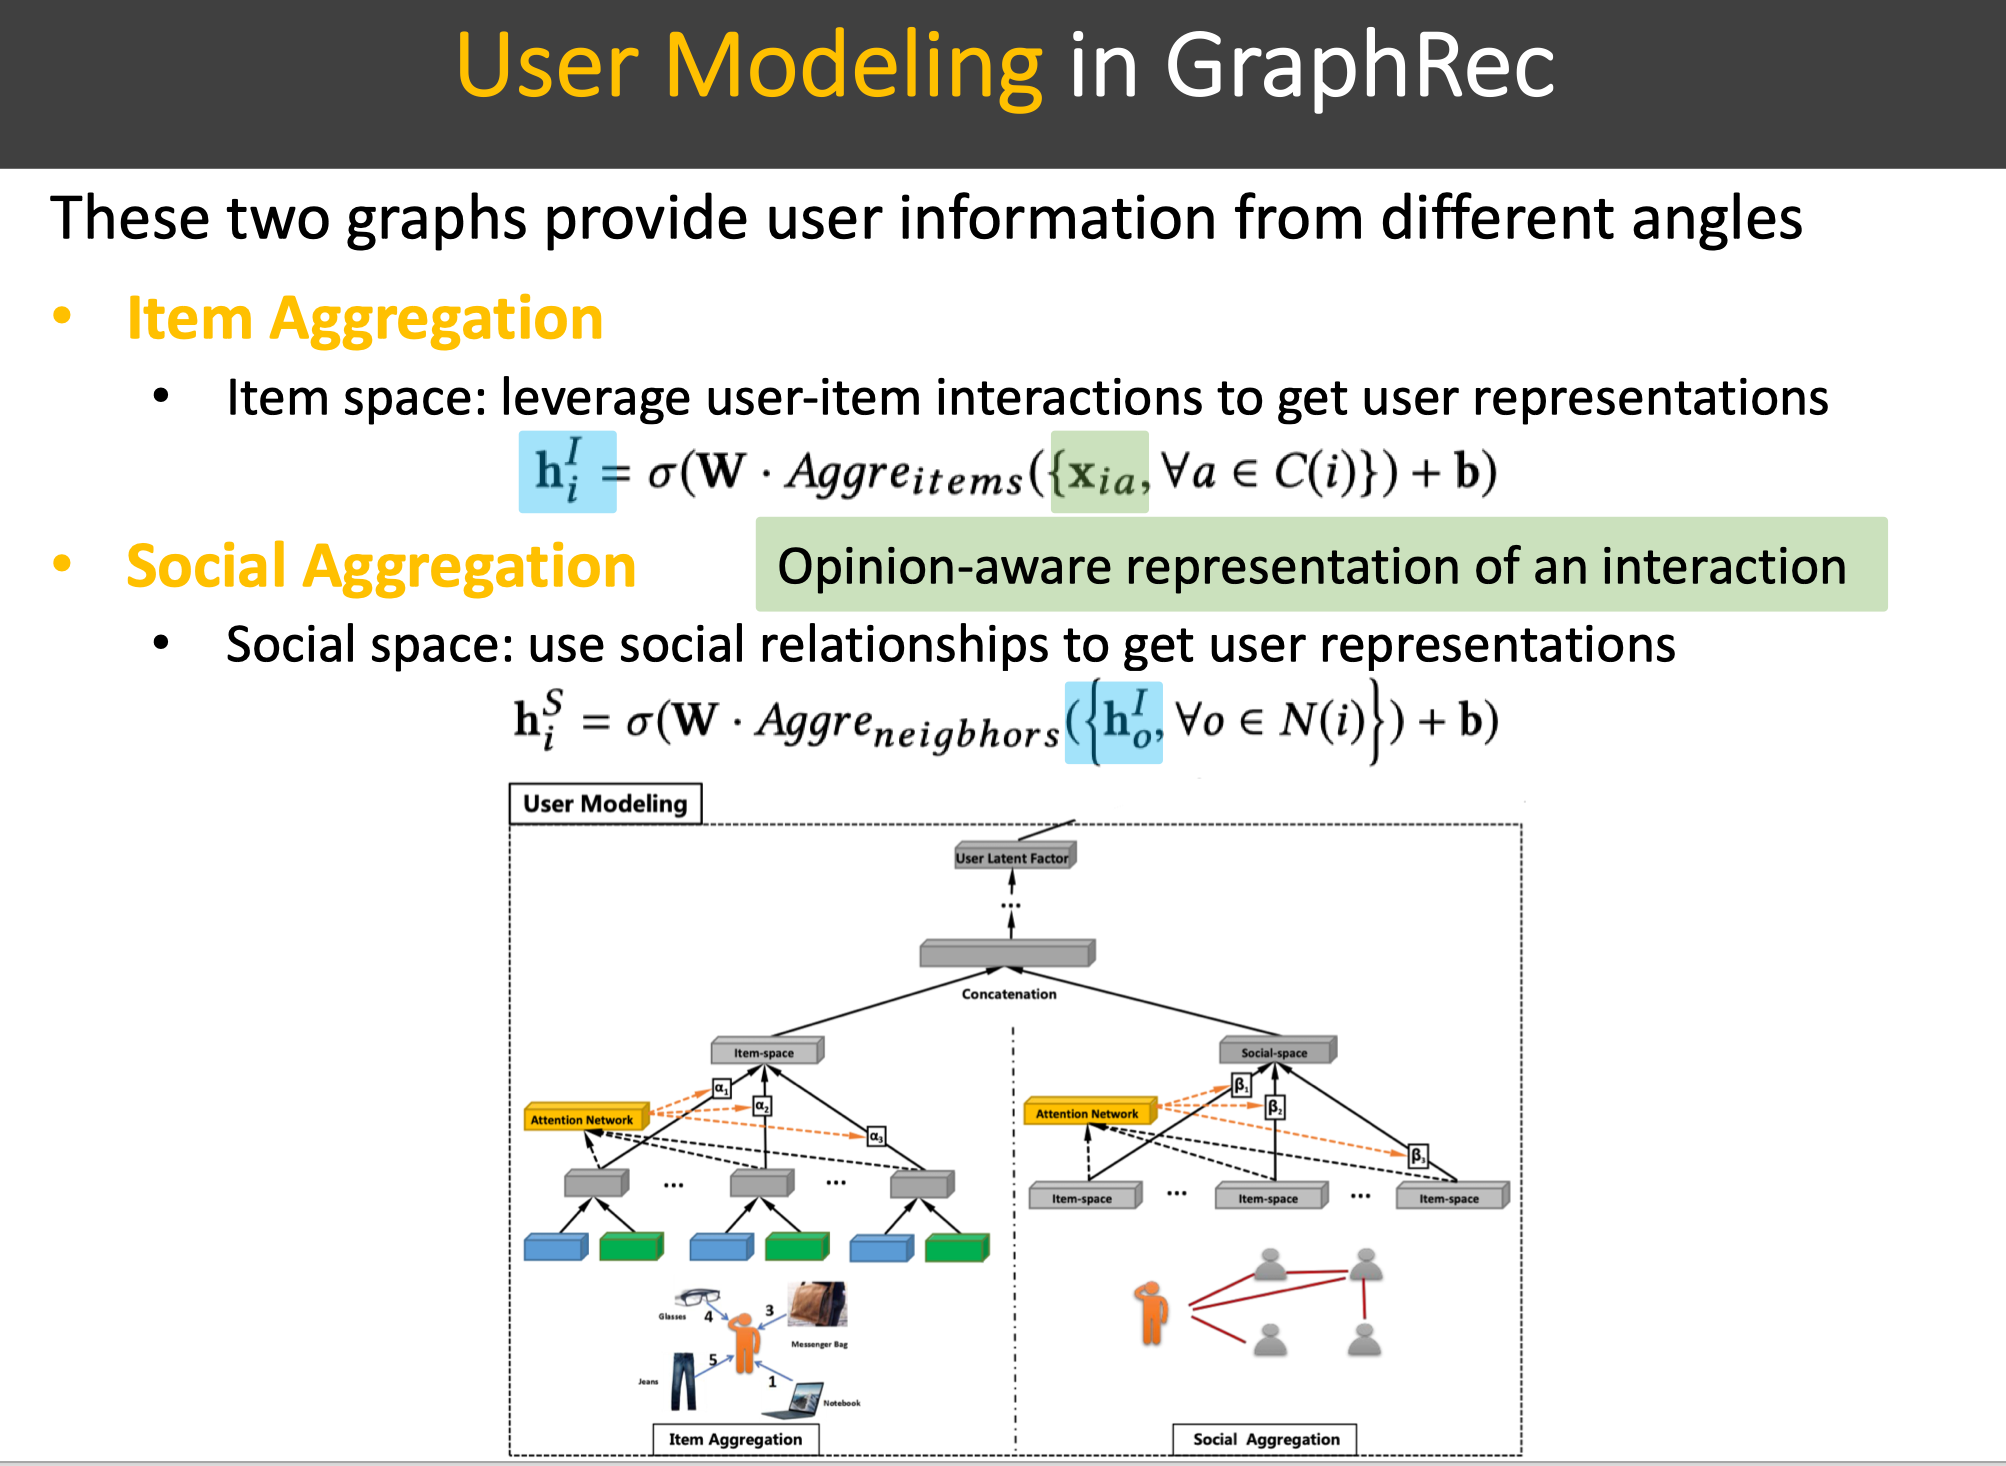 User Modeling in GraphRec
These two graphs provide user information from different angles
• Item Aggregation
• Item space: leverage user-item interactions to get user representations
h_i^I = σ(W · Aggre_items({x_ia, ∀a ∈ C(i)}) + b)
• Social Aggregation
Opinion-aware representation of an interaction
• Social space: use social relationships to get user representations
h_i^S = σ(W · Aggre_neigbhors({h_o^I, ∀o ∈ N(i)}) + b)
User Modeling
User Latent Factor
...
Concatenation
Item-space
Social-space
α₁
β₁
α₂
β₂
Attention Network
Attention Network
α₃
β₃
... ...
Item-space ... Item-space ... Item-space
Glasses 4
3
Messenger Bag
5
Jeans
1
Notebook
Item Aggregation
Social Aggregation